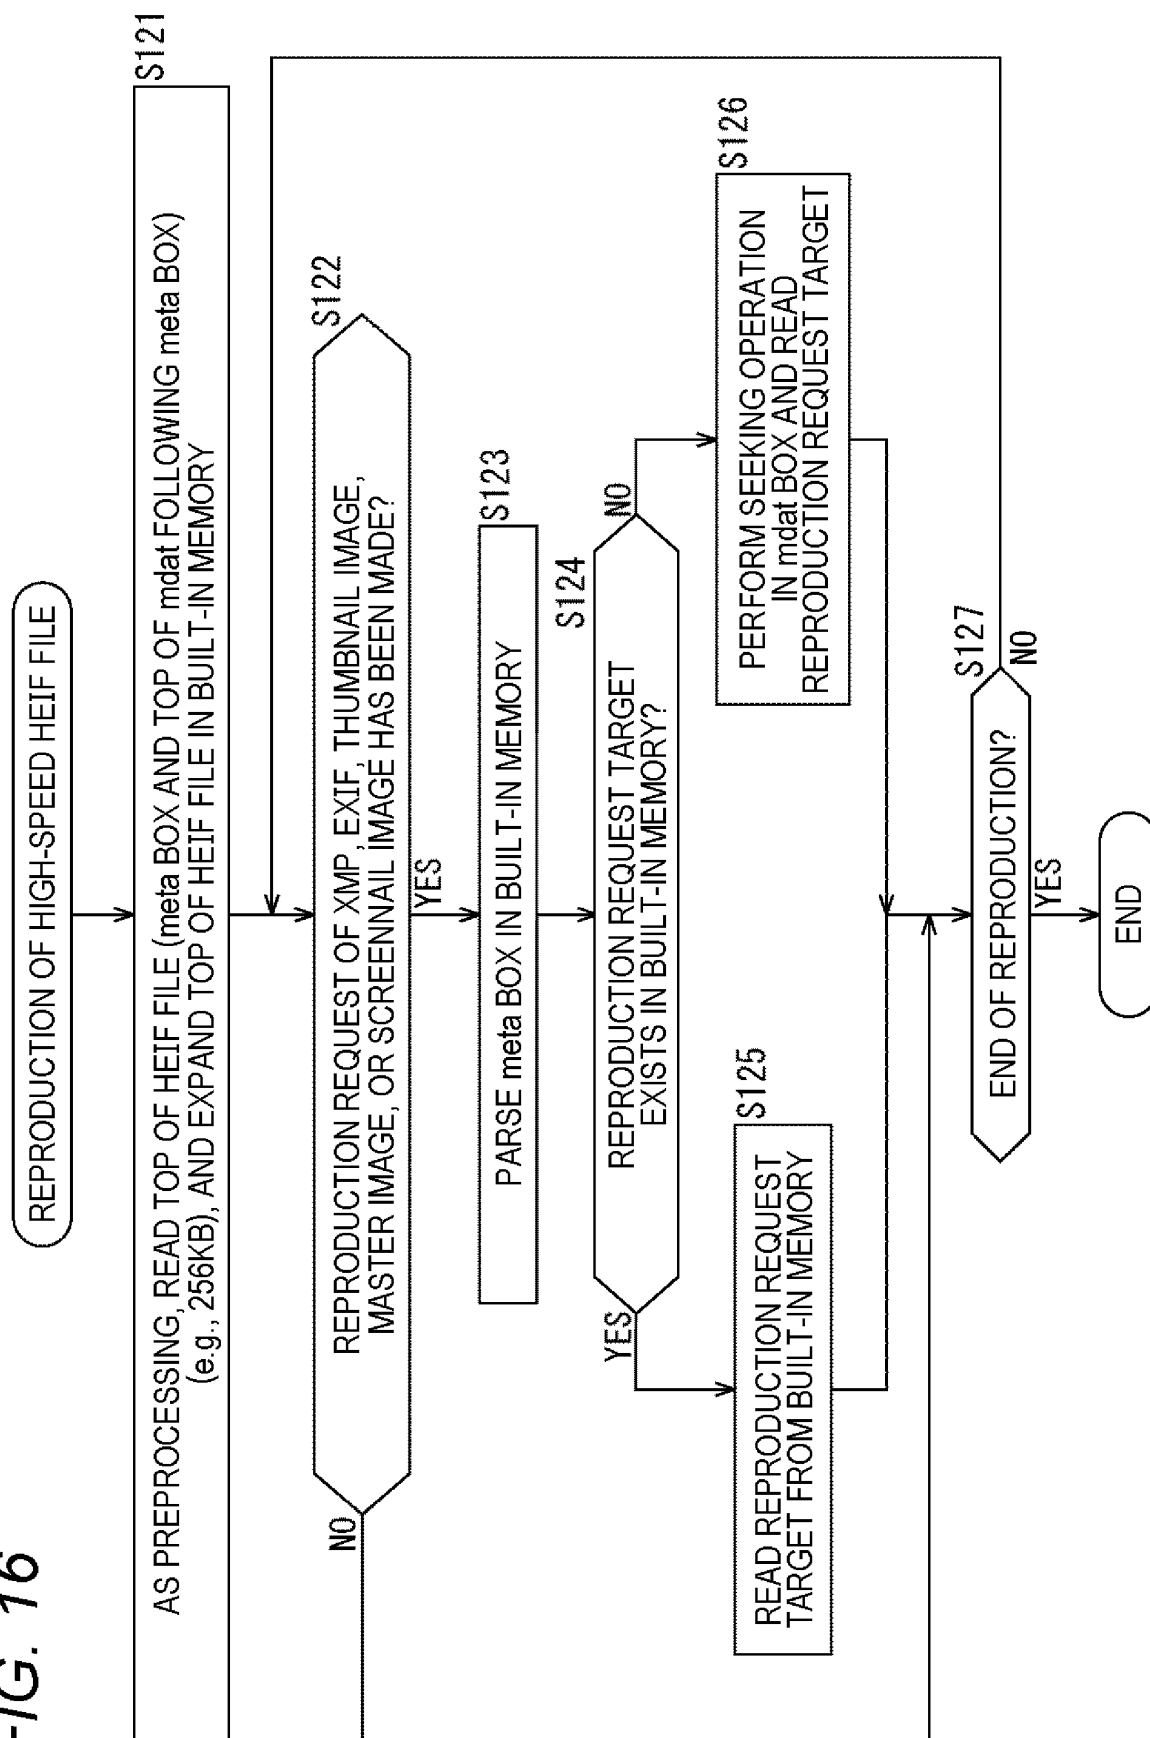 FIG. 16
REPRODUCTION OF HIGH-SPEED HEIF FILE
S121
AS PREPROCESSING, READ TOP OF HEIF FILE (meta BOX AND TOP OF mdat FOLLOWING meta BOX)
(e.g., 256KB), AND EXPAND TOP OF HEIF FILE IN BUILT-IN MEMORY
S122
REPRODUCTION REQUEST OF XMP, EXIF, THUMBNAIL IMAGE,
MASTER IMAGE, OR SCREENNAIL IMAGE HAS BEEN MADE?
NO
YES
S123
PARSE meta BOX IN BUILT-IN MEMORY
S124
REPRODUCTION REQUEST TARGET
EXISTS IN BUILT-IN MEMORY?
YES
NO
S125
READ REPRODUCTION REQUEST
TARGET FROM BUILT-IN MEMORY
S126
PERFORM SEEKING OPERATION
IN mdat BOX AND READ
REPRODUCTION REQUEST TARGET
S127
END OF REPRODUCTION?
NO
YES
END